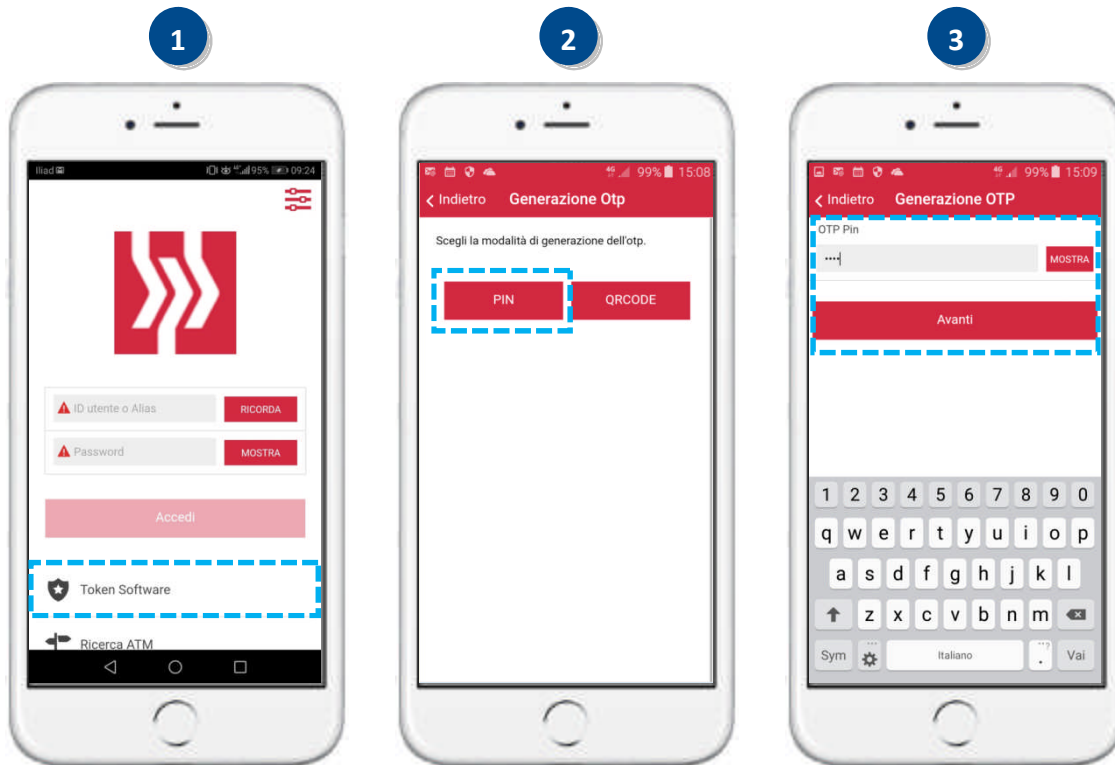 1
2
3
Iliad
95% 09:24
ID utente o Alias
RICORDA
Password
MOSTRA
Accedi
Token Software
Ricerca ATM
4G 99% 15:08
Indietro Generazione Otp
Scegli la modalità di generazione dell'otp.
PIN QRCODE
4G 99% 15:09
Indietro Generazione OTP
OTP Pin
•••• MOSTRA
Avanti
1 2 3 4 5 6 7 8 9 0
q w e r t y u i o p
a s d f g h j k l
z x c v b n m
Sym Italiano . Vai